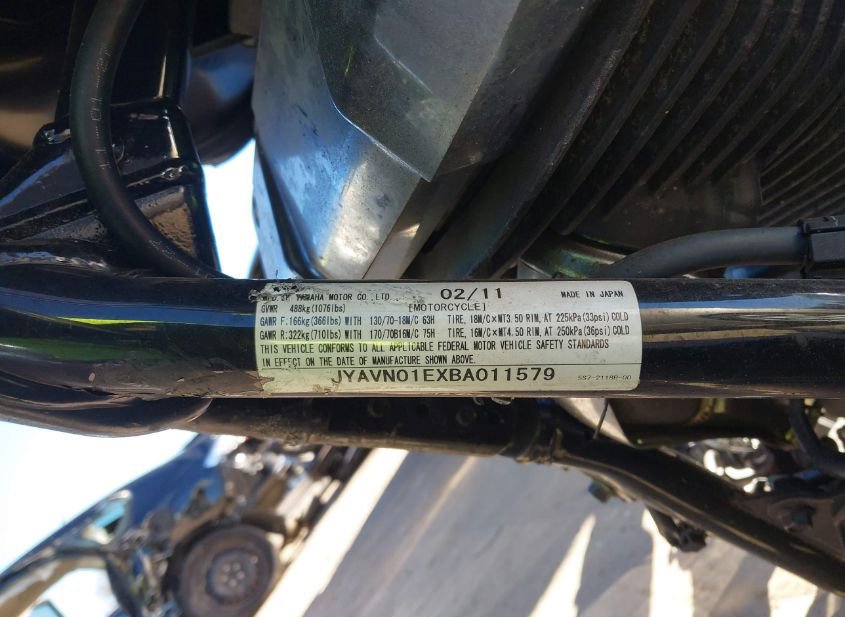 MFD. BY YAMAHA MOTOR CO., LTD. 02/11 MADE IN JAPAN
GVWR 488kg(1076lbs) [MOTORCYCLE]
GAWR F.166kg(366lbs) WITH 130/70-18M/C 63H TIRE, 18M/C×MT3.50 RIM, AT 225kPa(33psi) COLD
GAWR R.322kg(710lbs) WITH 170/70B16M/C 75H TIRE, 16M/C×MT4.50 RIM, AT 250kPa(36psi) COLD
THIS VEHICLE CONFORMS TO ALL APPLICABLE FEDERAL MOTOR VEHICLE SAFETY STANDARDS
IN EFFECT ON THE DATE OF MANUFACTURE SHOWN ABOVE.
JYAVN01EXBA011579